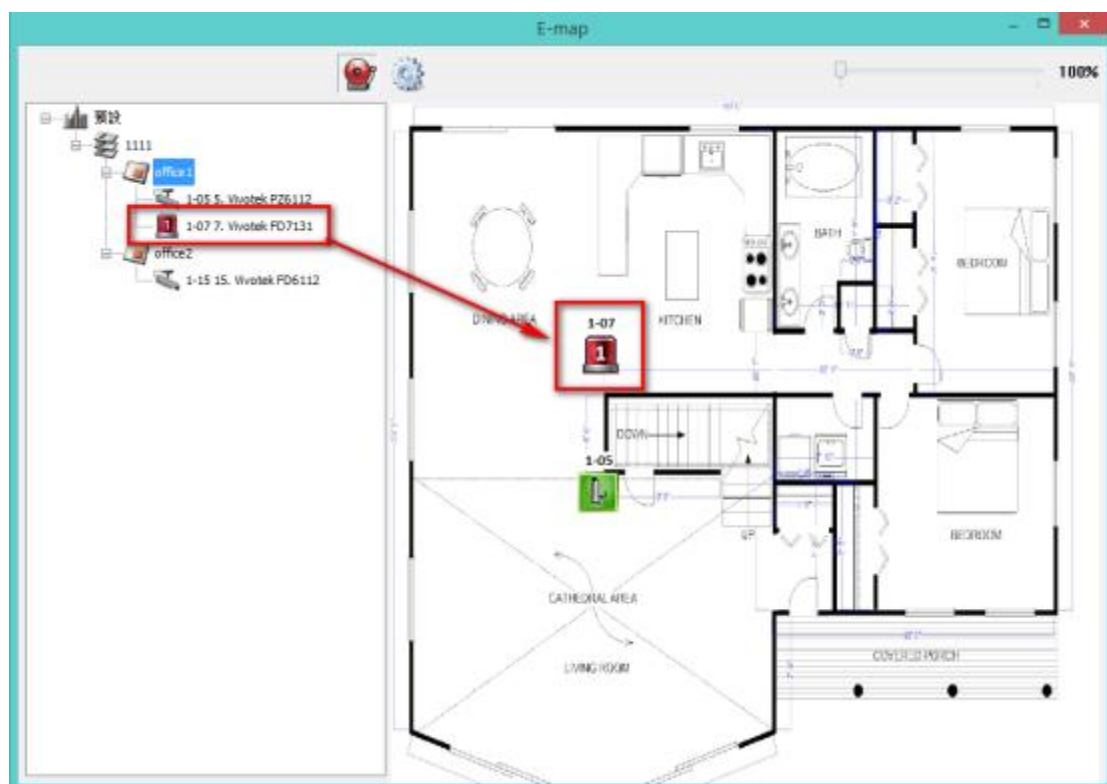 E-map
100%
預設
1111
office1
1-05 5. Vivotek PZ6112
1-07 7. Vivotek FD7131
office2
1-15 15. Vivotek FD6112
BATH
BEDROOM
DINING AREA
KITCHEN
1-07
1
DOWN
1-05
UP
BEDROOM
CATHEDRAL AREA
LIVING ROOM
COVERED PORCH